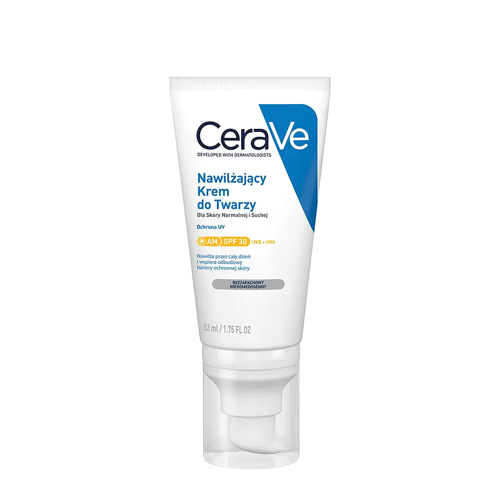 CeraVe
DEVELOPED WITH DERMATOLOGISTS
Nawilżający
Krem
do Twarzy
Dla Skóry Normalnej i Suchej
Ochrona UV
AM SPF 30 UVB + UVA
Nawilża przez cały dzień
i wspiera odbudowę
bariery ochronnej skóry
BEZZAPACHOWY
NIEKOMEDOGENNY
52 ml / 1.75 FL OZ